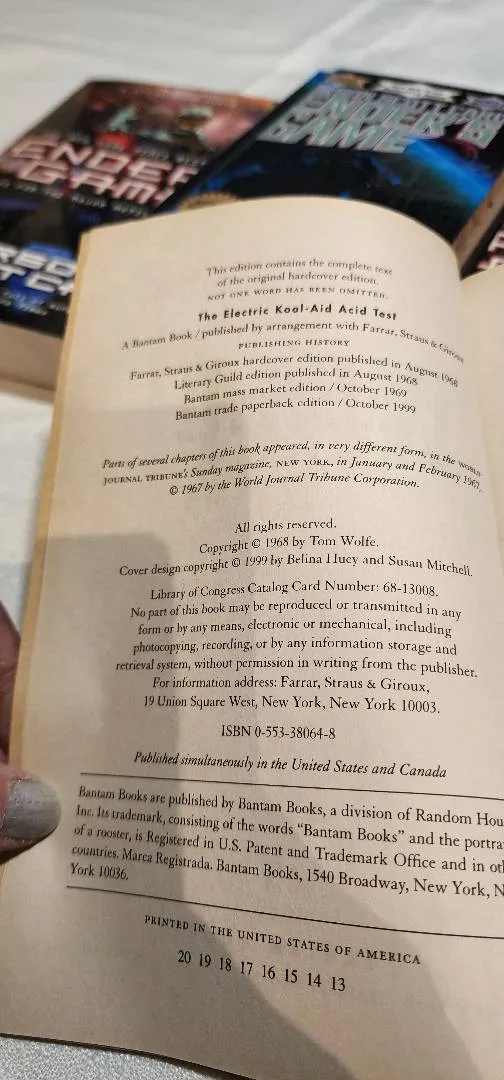 ENDER'S
GAME
ENDER
GAM
This edition contains the complete text
of the original hardcover edition.
NOT ONE WORD HAS BEEN OMITTED.
The Electric Kool-Aid Acid Test
A Bantam Book / published by arrangement with Farrar, Straus & Giroux
PUBLISHING HISTORY
Farrar, Straus & Giroux hardcover edition published in August 1968
Literary Guild edition published in August 1968
Bantam mass market edition / October 1969
Bantam trade paperback edition / October 1999
Parts of several chapters of this book appeared, in very different form, in the WORLD
JOURNAL TRIBUNE'S Sunday magazine, NEW YORK, in January and February 1967,
© 1967 by the World Journal Tribune Corporation.
All rights reserved.
Copyright © 1968 by Tom Wolfe.
Cover design copyright © 1999 by Belina Huey and Susan Mitchell.
Library of Congress Catalog Card Number: 68-13008.
No part of this book may be reproduced or transmitted in any
form or by any means, electronic or mechanical, including
photocopying, recording, or by any information storage and
retrieval system, without permission in writing from the publisher.
For information address: Farrar, Straus & Giroux,
19 Union Square West, New York, New York 10003.
ISBN 0-553-38064-8
Published simultaneously in the United States and Canada
Bantam Books are published by Bantam Books, a division of Random Hou
Inc. Its trademark, consisting of the words "Bantam Books" and the portra
of a rooster, is Registered in U.S. Patent and Trademark Office and in oth
countries. Marca Registrada. Bantam Books, 1540 Broadway, New York, N
York 10036.
PRINTED IN THE UNITED STATES OF AMERICA
20 19 18 17 16 15 14 13